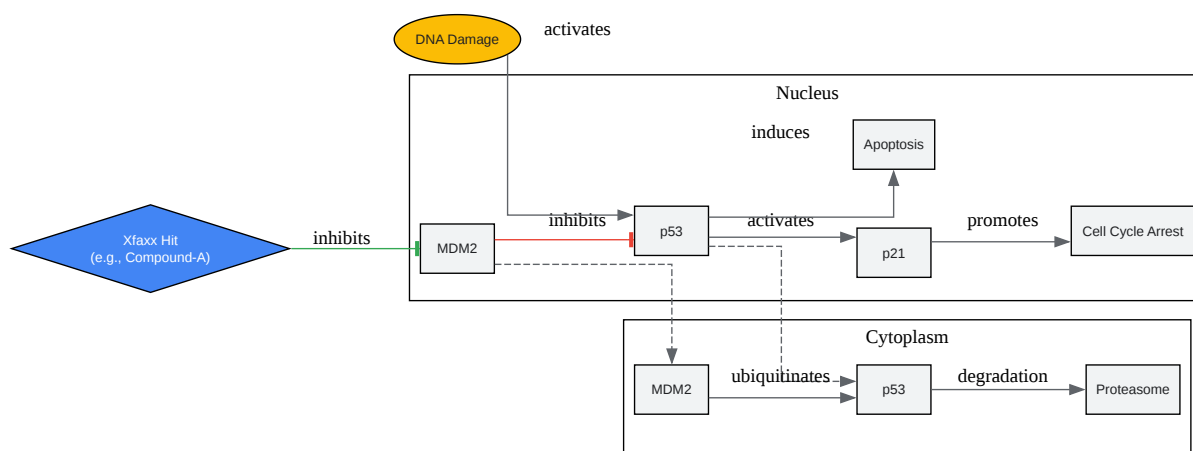 activates
DNA Damage
Nucleus
induces
Apoptosis
inhibits
activates
promotes
p53
Cell Cycle Arrest
Xfaxx Hit
(e.g., Compound-A)
inhibits
MDM2
p21
Cytoplasm
ubiquitinates
degradation
MDM2
p53
Proteasome